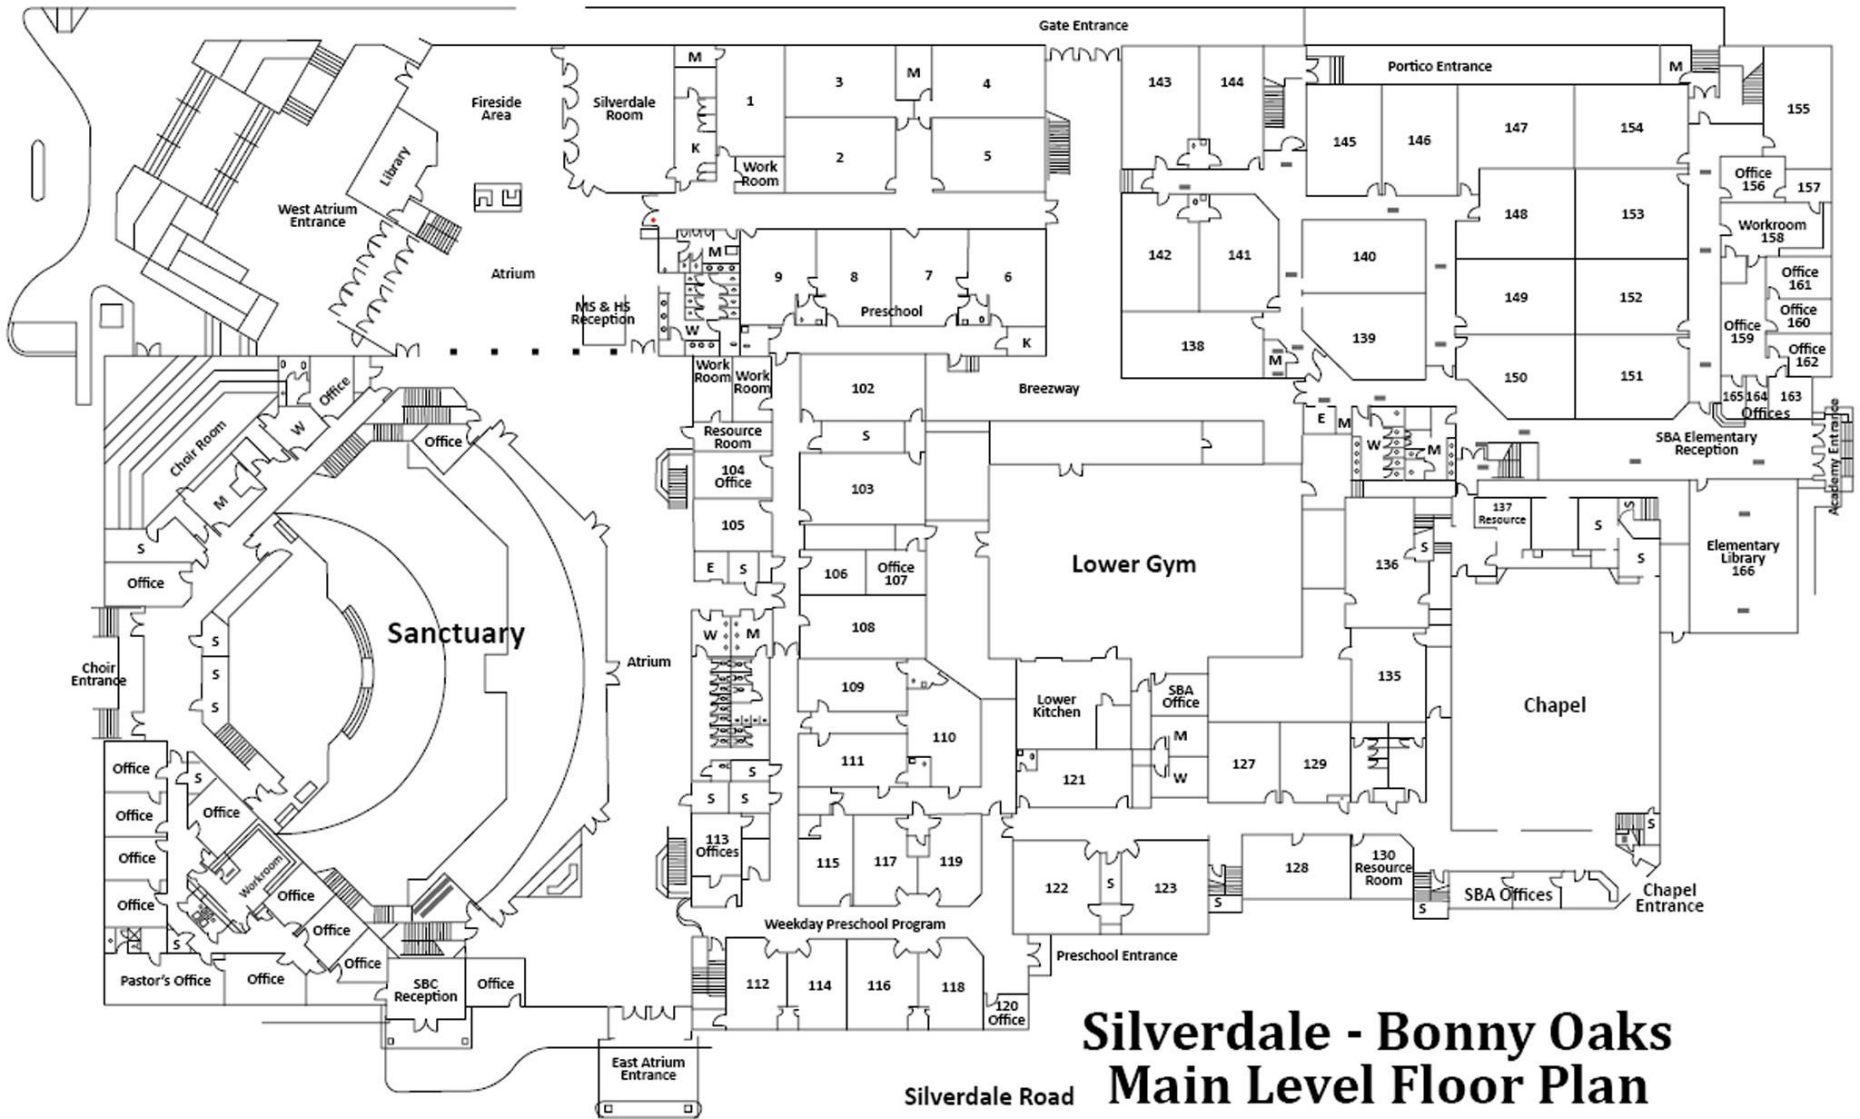 Gate Entrance
Portico Entrance
M
M
M
143
144
155
Fireside
Area
Silverdale
Room
1
3
4
K
2
5
Work
Room
145
146
147
154
Library
Office
156
157
West Atrium
Entrance
148
153
Workroom
158
Atrium
M
142
141
140
9
8
7
6
Preschool
Office
161
149
152
MS & HS
Reception
W
K
138
M
139
Office
159
Office
160
Office
162
Work
Room
Work
Room
102
Breezway
150
151
165
164
163
Offices
Office
W
Choir Room
Office
Resource
Room
S
E
M
W
M
SBA Elementary
Reception
Academy Entrance
M
104
Office
103
105
137
Resource
S
S
S
S
Lower Gym
136
Elementary
Library
166
S
Office
E
S
106
Office
107
Sanctuary
S
S
S
W
M
108
Choir
Entrance
Atrium
109
110
111
Lower
Kitchen
SBA
Office
135
Chapel
M
W
121
127
129
Office
S
Office
Office
Office
Office
S
S
S
113
Offices
115
117
119
S
Workroom
Office
Office
122
S
123
128
130
Resource
Room
S
S
SBA Offices
Chapel
Entrance
S
Weekday Preschool Program
Preschool Entrance
Pastor's Office
Office
Office
SBC
Reception
Office
112
114
116
118
120
Office
East Atrium
Entrance
Silverdale Road
Silverdale - Bonny Oaks
Main Level Floor Plan